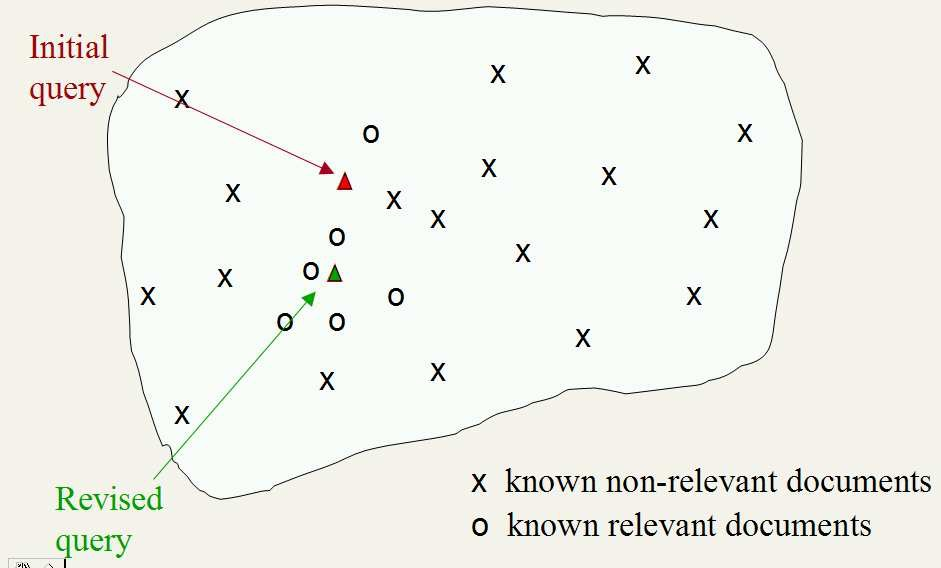 Initial
query
x known non-relevant documents
o known relevant documents
Revised
query